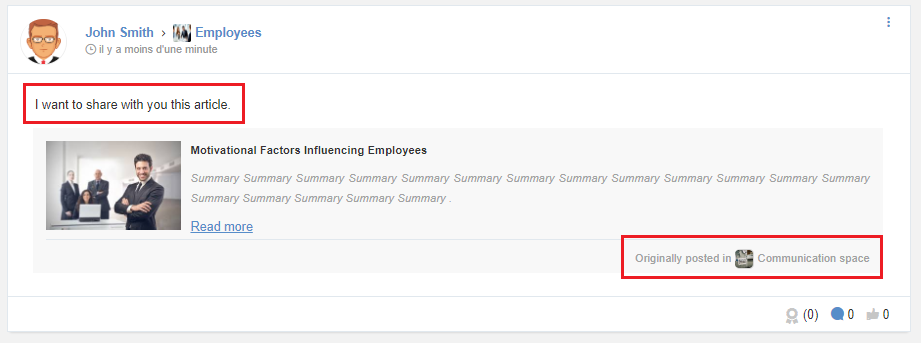 John Smith > Employees
il y a moins d'une minute
I want to share with you this article.
Motivational Factors Influencing Employees
Summary Summary Summary Summary Summary Summary Summary Summary Summary Summary Summary Summary Summary
Summary Summary Summary Summary Summary .
Read more
Originally posted in Communication space
(0) 0 0